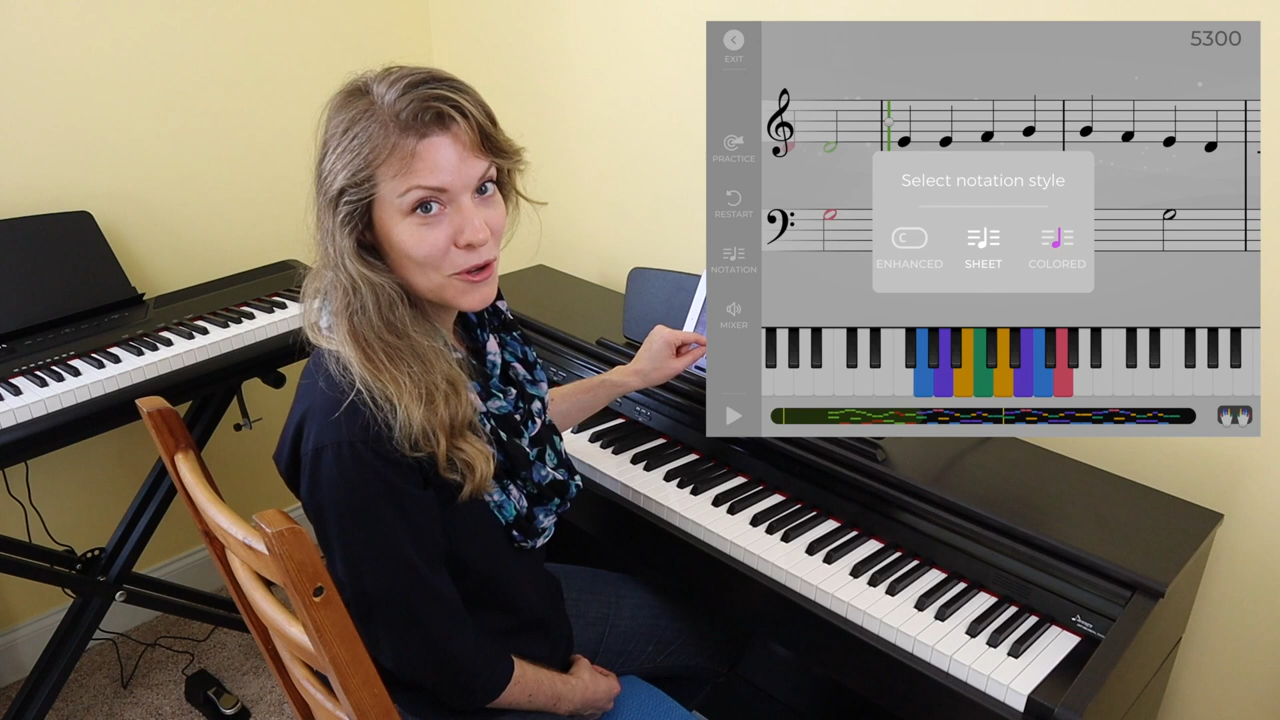 5300
EXIT
PRACTICE
RESTART
NOTATION
MIXER
Select notation style
C
ENHANCED
SHEET
COLORED